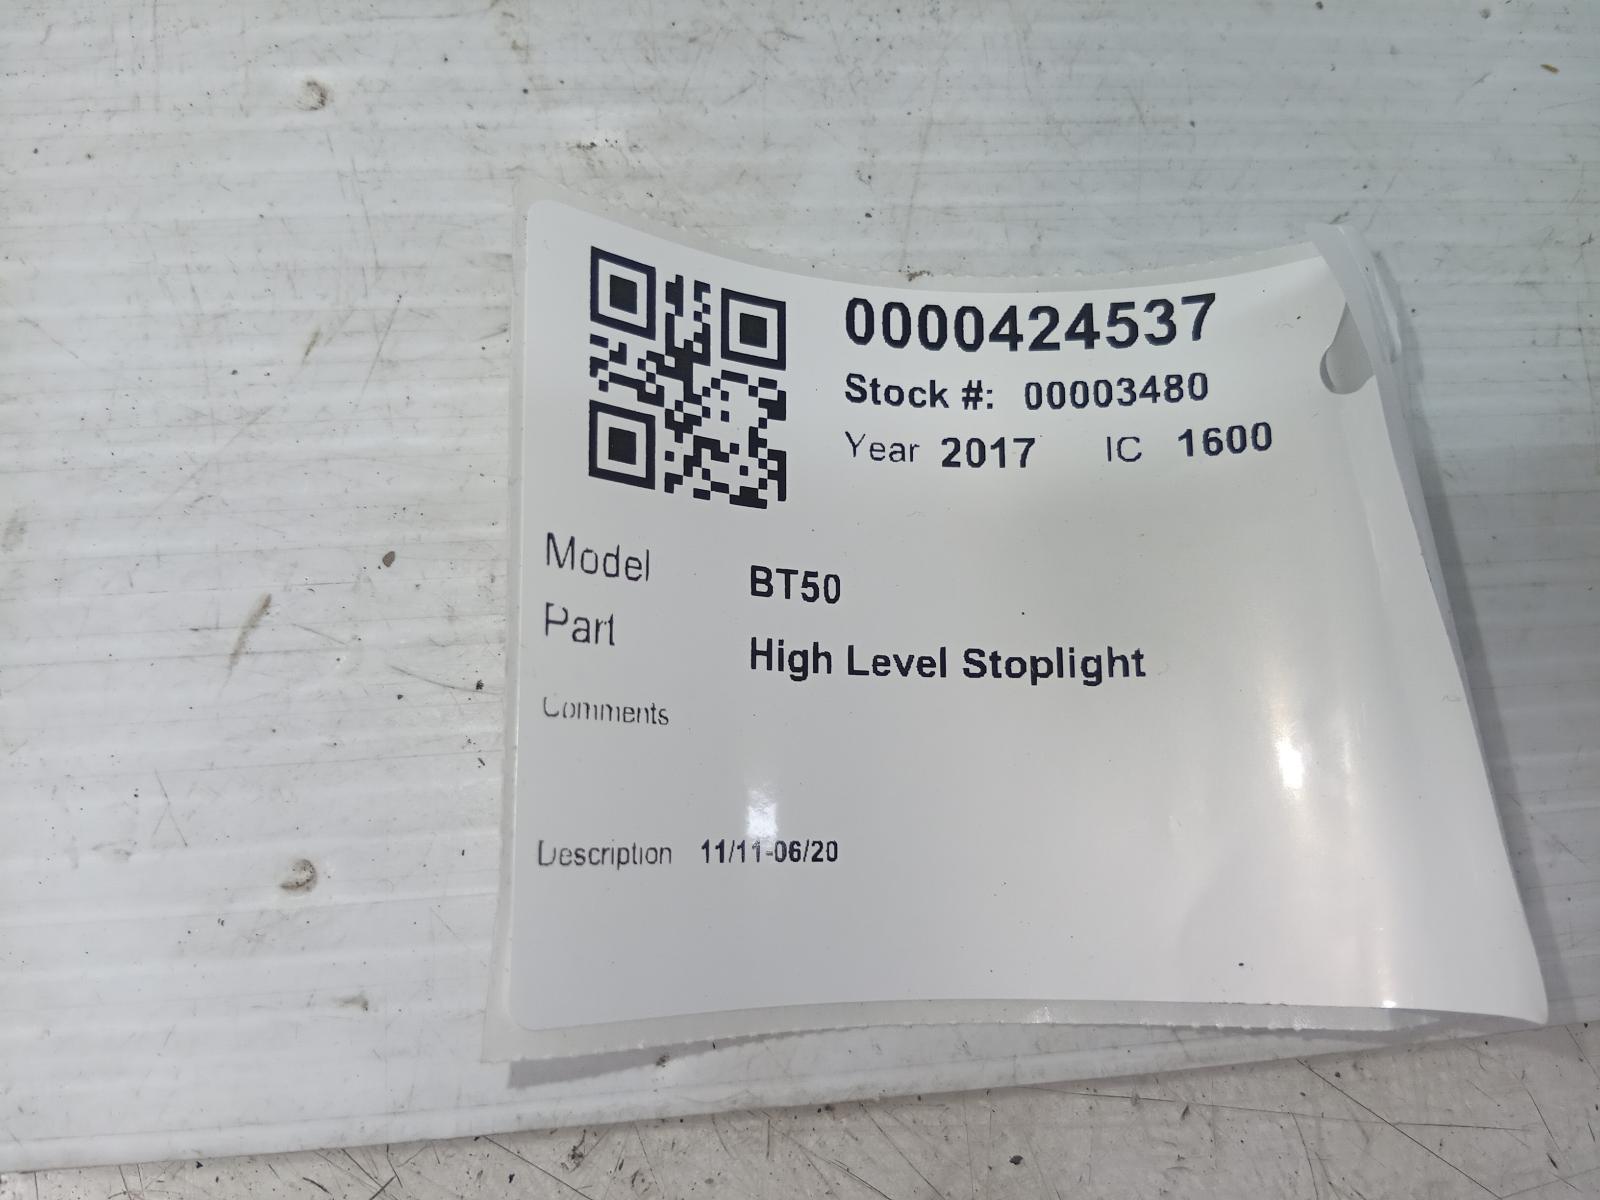 0000424537
Stock #: 00003480
Year 2017 IC 1600
Model BT50
Part High Level Stoplight
Comments
Description 11/11-06/20